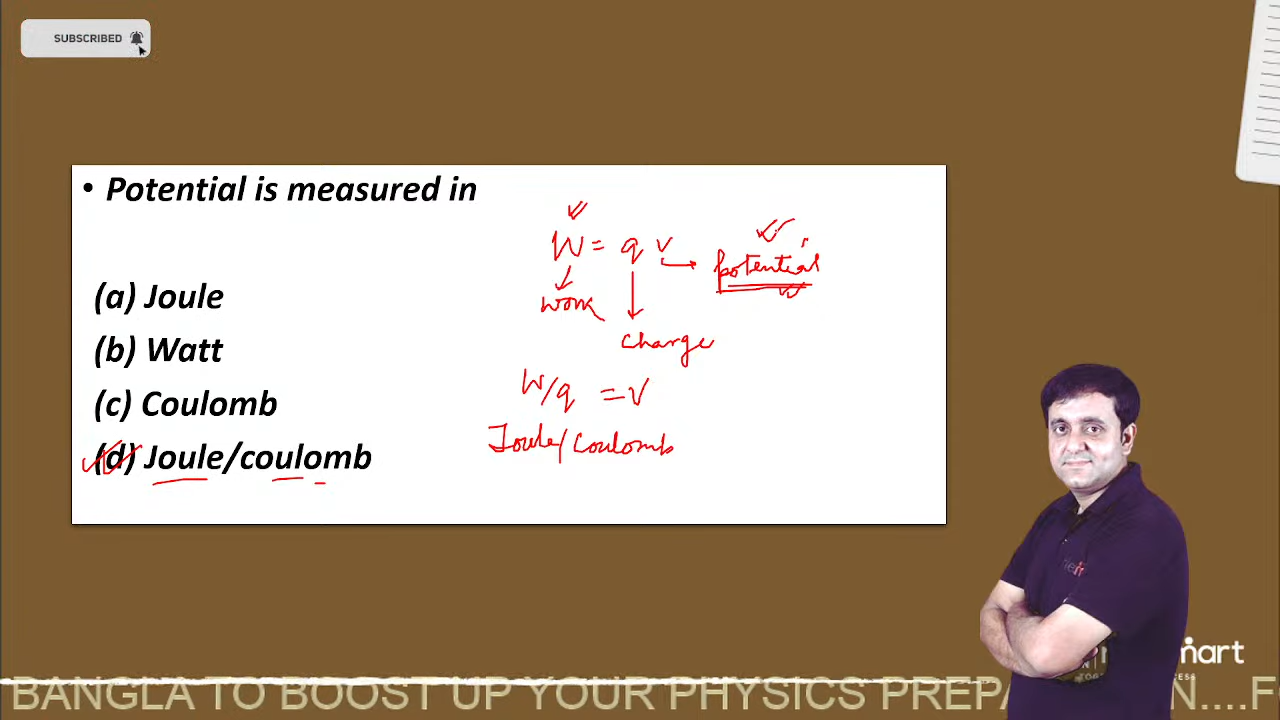 SUBSCRIBED
• Potential is measured in
W = q v → potential
work
charge
(a) Joule
(b) Watt
(c) Coulomb
(d) Joule/coulomb
W/q = V
Joule/Coulomb
BANGLA TO BOOST UP YOUR PHYSICS